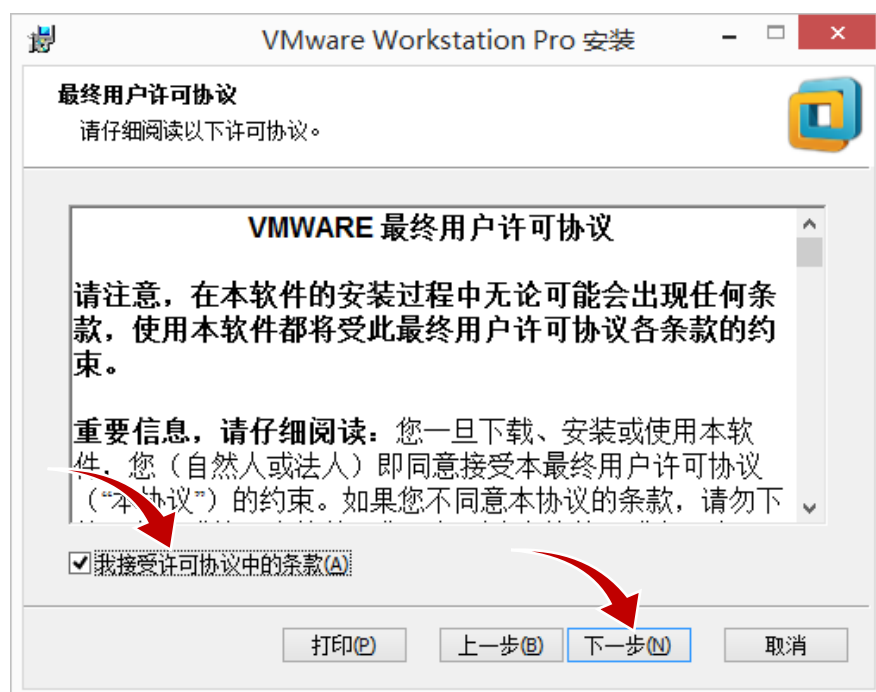 VMware Workstation Pro 安装
最终用户许可协议
请仔细阅读以下许可协议。
VMWARE 最终用户许可协议
请注意，在本软件的安装过程中无论可能会出现任何条
款，使用本软件都将受此最终用户许可协议各条款的约
束。
重要信息，请仔细阅读：您一旦下载、安装或使用本软
件，您（自然人或法人）即同意接受本最终用户许可协议
（“本协议”）的约束。如果您不同意本协议的条款，请勿下
我接受许可协议中的条款(A)
打印(P) 上一步(B) 下一步(N) 取消